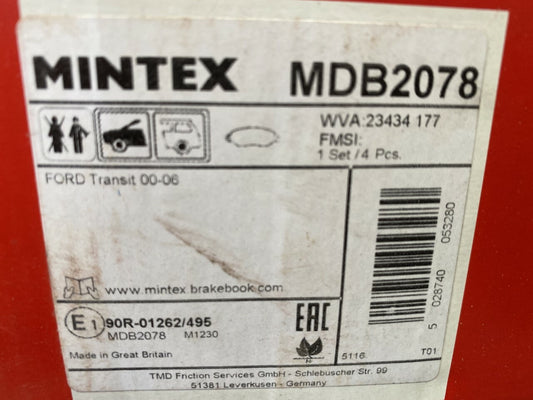 MINTEX MDB2078
WVA:23434 177
FMSI:
1 Set / 4 Pcs.
FORD Transit 00-06
www.mintex.brakebook.com
E1 90R-01262/495
MDB2078 M1230
Made in Great Britain
EAC
5 028740 053280
5116 T01
TMD Friction Services GmbH - Schlebuscher Str. 99
51381 Leverkusen - Germany